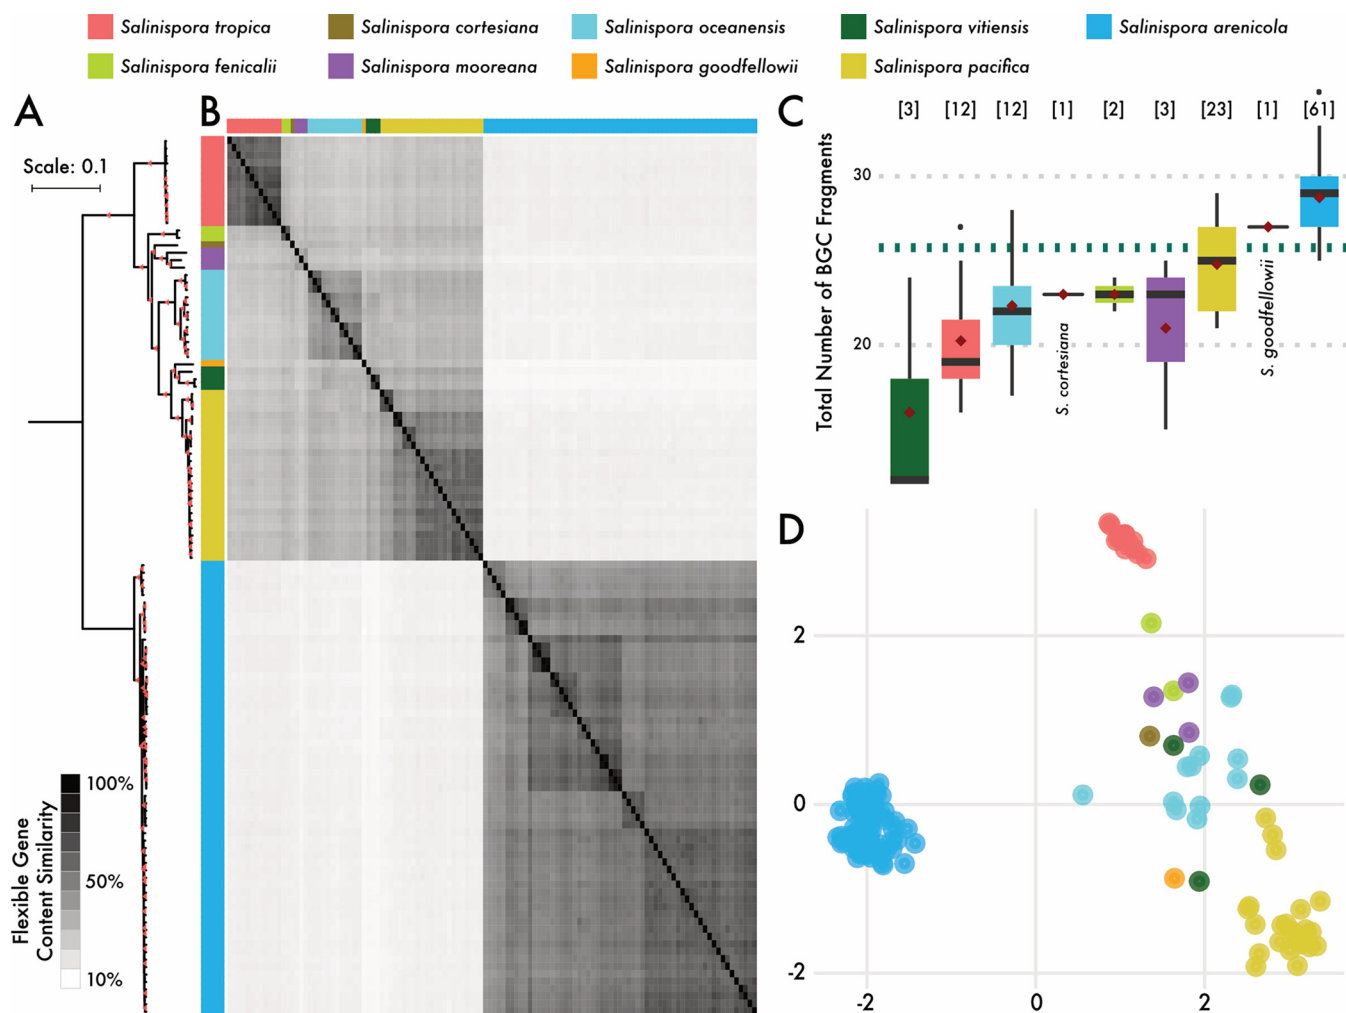 Salinispora tropica
Salinispora cortesiana
Salinispora oceanensis
Salinispora vitiensis
Salinispora arenicola
Salinispora fenicalii
Salinispora mooreana
Salinispora goodfellowii
Salinispora pacifica
A
Scale: 0.1
B
100%
50%
10%
Flexible Gene
Content Similarity
C
[3] [12] [12] [1] [2] [3] [23] [1] [61]
Total Number of BGC Fragments
30
20
S. cortesiana
S. goodfellowii
D
2
0
-2
-2 0 2